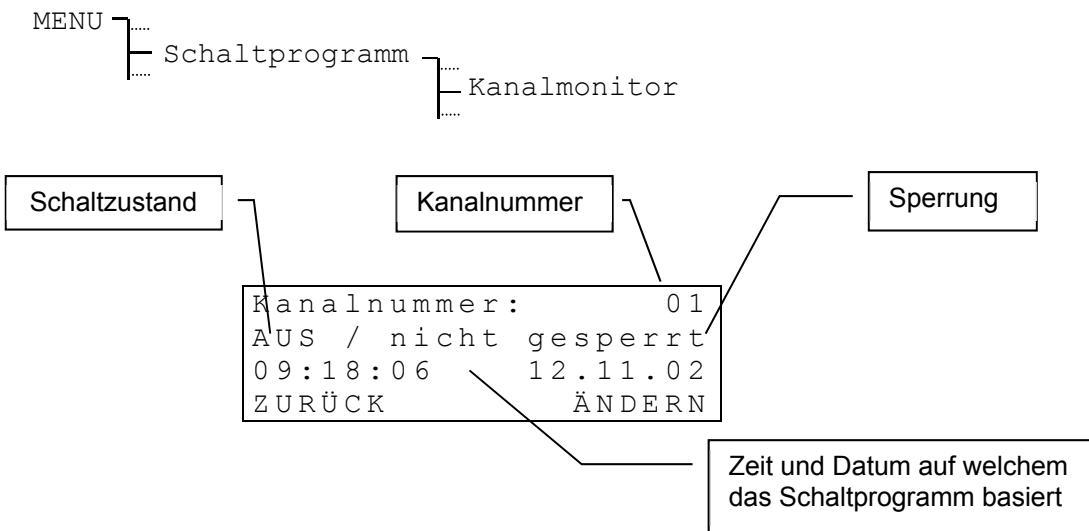 MENU
Schaltprogramm
Kanalmonitor
Schaltzustand
Kanalnummer
Sperrung
Kanalnummer: 01
AUS / nicht gesperrt
09:18:06 12.11.02
ZURÜCK ÄNDERN
Zeit und Datum auf welchem
das Schaltprogramm basiert